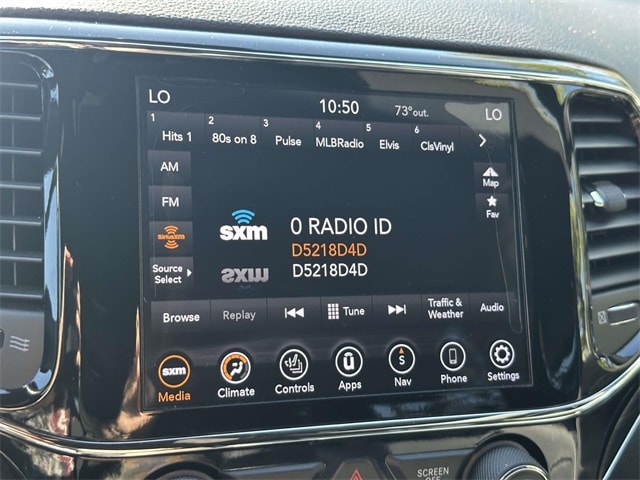 LO 10:50 73°out. LO
1 2 3 4 5 6
Hits 1 80s on 8 Pulse MLBRadio Elvis ClsVinyl
AM
Map
FM
Fav
SiriusXM
sxm
0 RADIO ID
D5218D4D
D5218D4D
Source Select
Browse Replay Tune Traffic & Weather Audio
sxm
S
Media Climate Controls Apps Nav Phone Settings
SCREEN
OFF